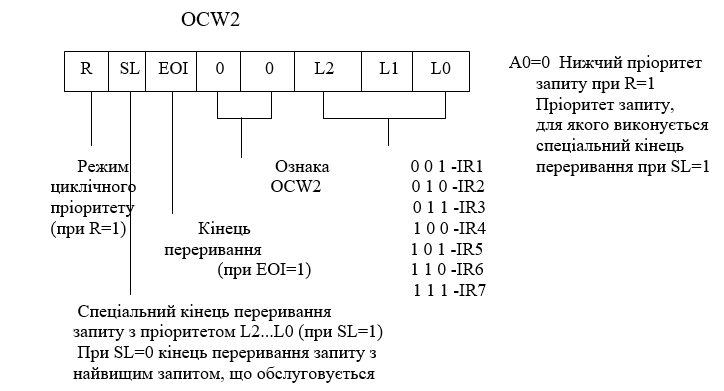 OCW2
R SL EOI 0 0 L2 L1 L0
A0=0 Нижчий пріоритет
запиту при R=1
Пріоритет запиту,
для якого виконується
спеціальний кінець
переривання при SL=1
Режим
циклічного
пріоритету
(при R=1)
Кінець
переривання
(при EOI=1)
Ознака
OCW2
0 0 1 -IR1
0 1 0 -IR2
0 1 1 -IR3
1 0 0 -IR4
1 0 1 -IR5
1 1 0 -IR6
1 1 1 -IR7
Спеціальний кінець переривання
запиту з пріоритетом L2...L0 (при SL=1)
При SL=0 кінець переривання запиту з
найвищим запитом, що обслуговується